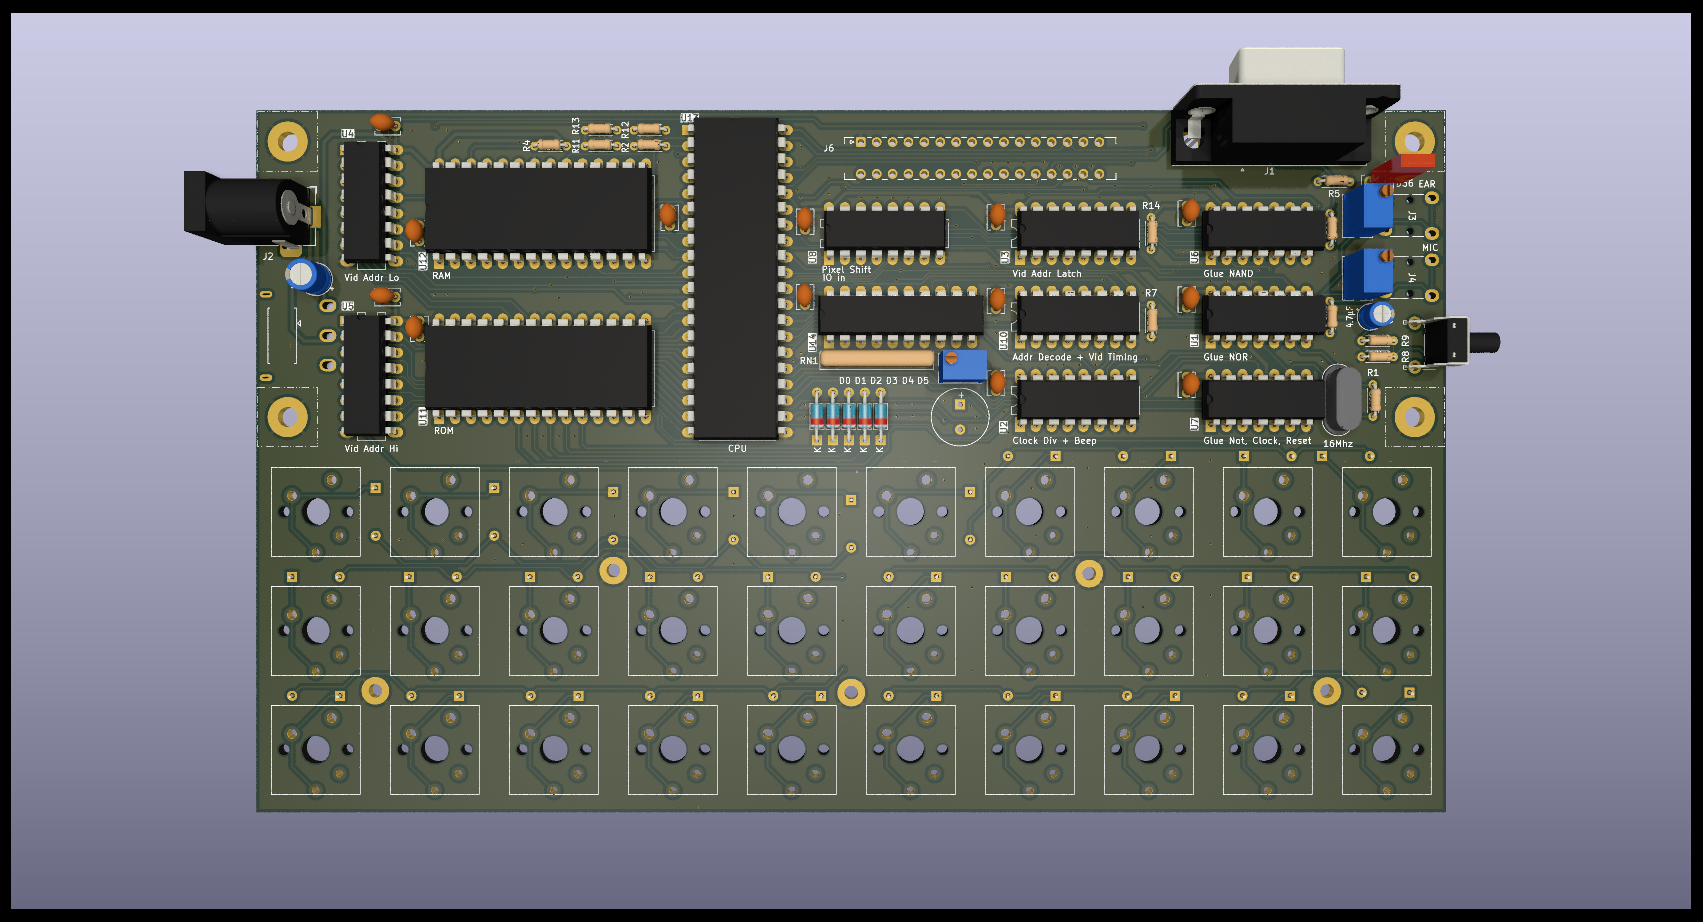 U4
R13
R12
R4
R11
R2
J6
J1
R5
D36 EAR
J3
MIC
J4
J2
Vid Addr Lo
U12
RAM
U8
Pixel Shift
IO in
U3
Vid Addr Latch
R14
U6
Glue NAND
U5
U14
U10
Addr Decode + Vid Timing
R7
U1
Glue NOR
4.7µF
R9
R8
RN1
D0 D1 D2 D3 D4 D5
R1
U11
ROM
+
U2
Clock Div + Beep
U7
Glue Not, Clock, Reset
16Mhz
Vid Addr Hi
CPU
K K K K K